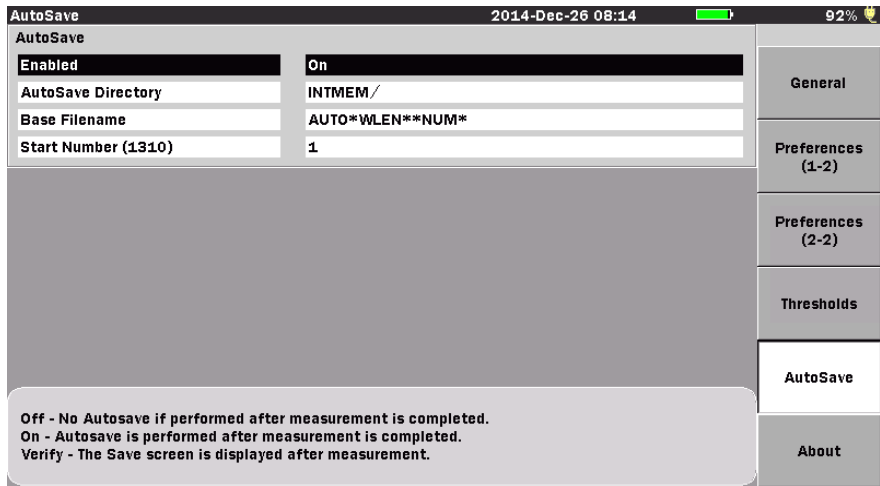 AutoSave 2014-Dec-26 08:14 92%
AutoSave
Enabled On
AutoSave Directory INTMEM/
Base Filename AUTO*WLEN**NUM*
Start Number (1310) 1
General
Preferences
(1-2)
Preferences
(2-2)
Thresholds
AutoSave
About
Off - No Autosave if performed after measurement is completed.
On - Autosave is performed after measurement is completed.
Verify - The Save screen is displayed after measurement.